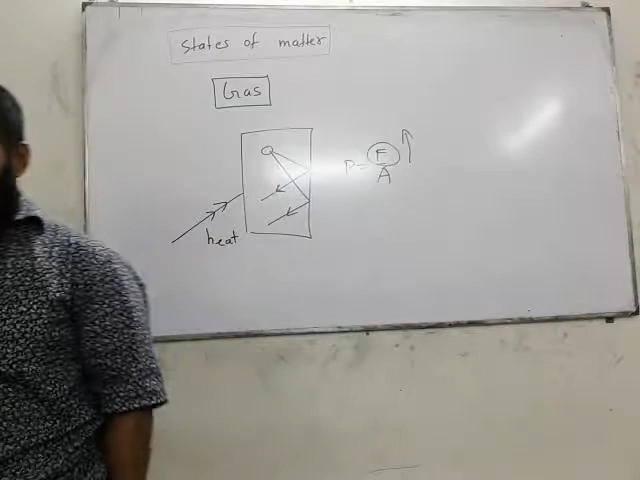 States of matter
Gas
P = F/A ↑
heat